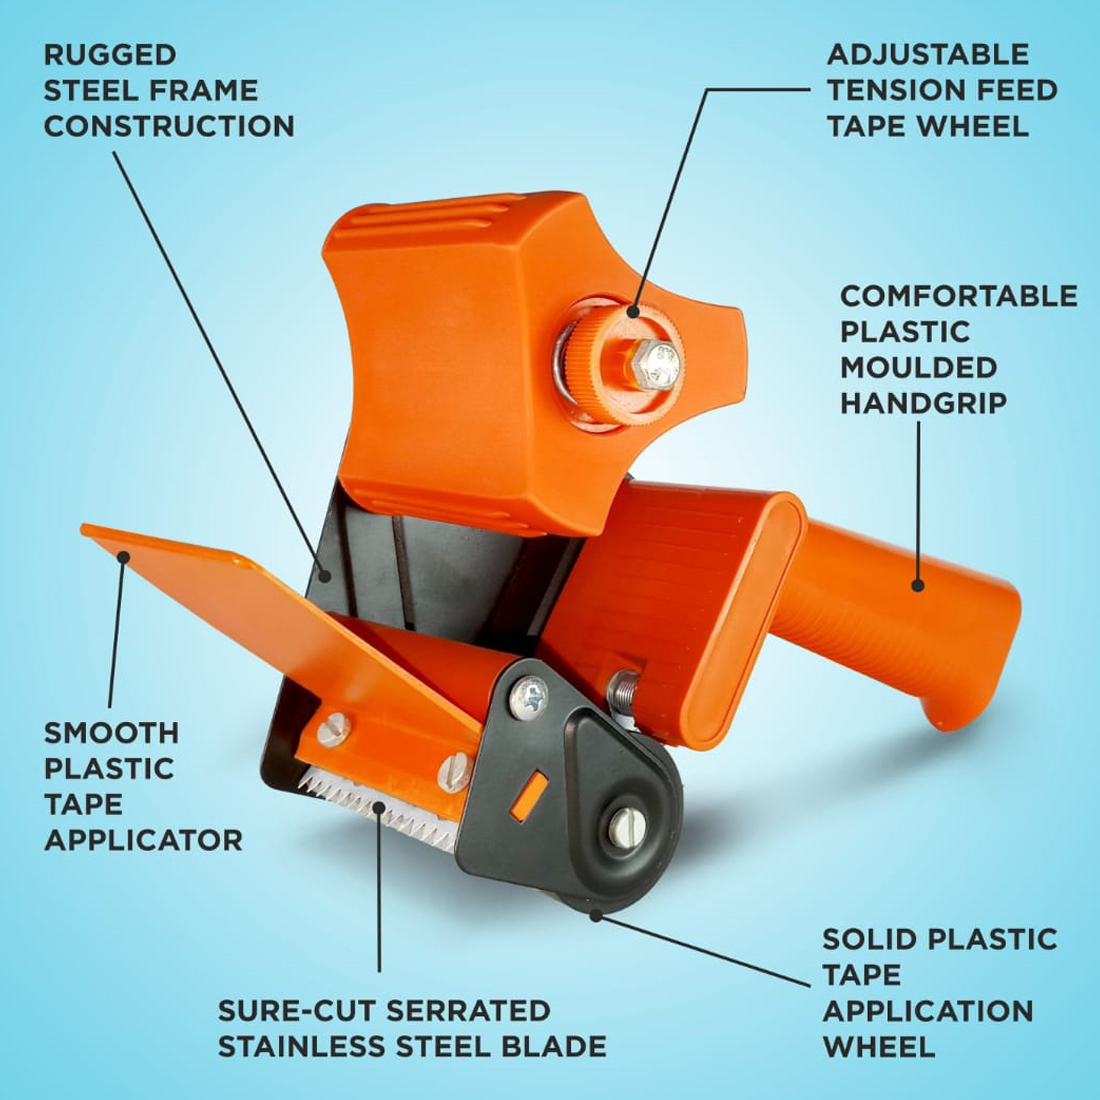 RUGGED
STEEL FRAME
CONSTRUCTION
ADJUSTABLE
TENSION FEED
TAPE WHEEL
COMFORTABLE
PLASTIC
MOULDED
HANDGRIP
SMOOTH
PLASTIC
TAPE
APPLICATOR
SURE-CUT SERRATED
STAINLESS STEEL BLADE
SOLID PLASTIC
TAPE
APPLICATION
WHEEL